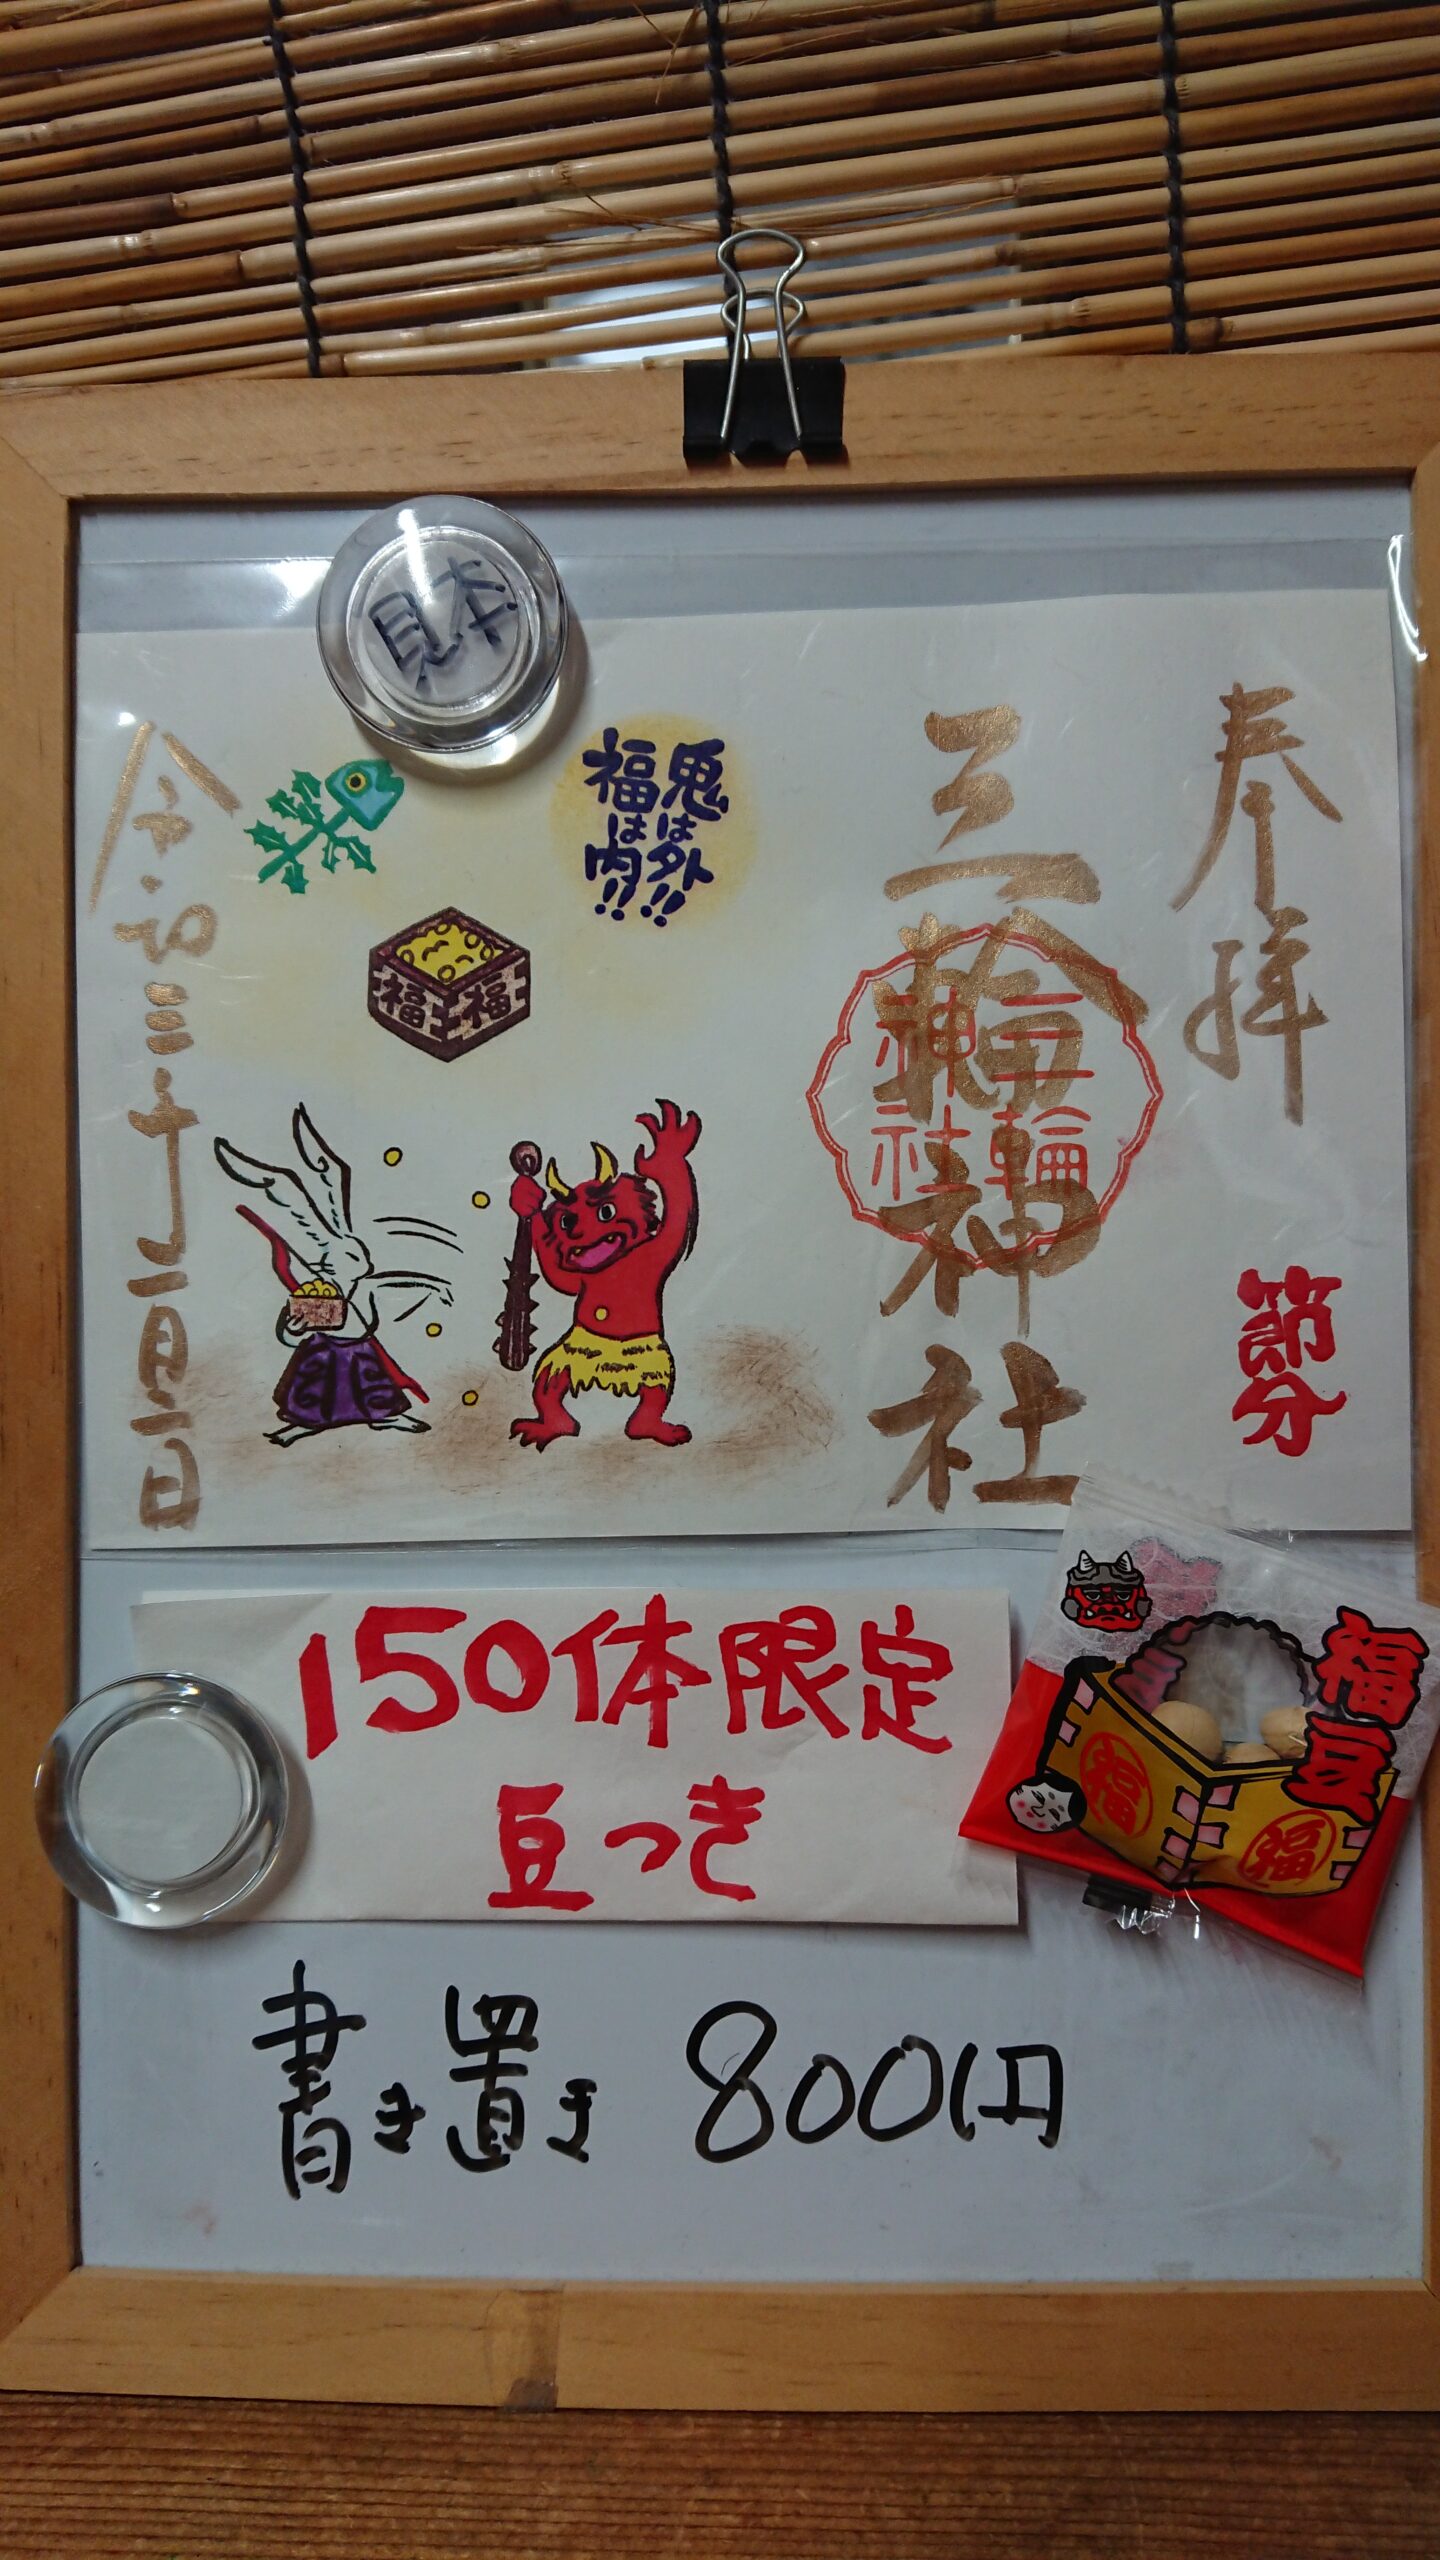 見本
奉拝
節分
三輪神社
三輪
神社
鬼は外!!
福は内!!
福 福
令和三年二月二日
150体限定
豆つき
福豆
福 福
書き置き 800円